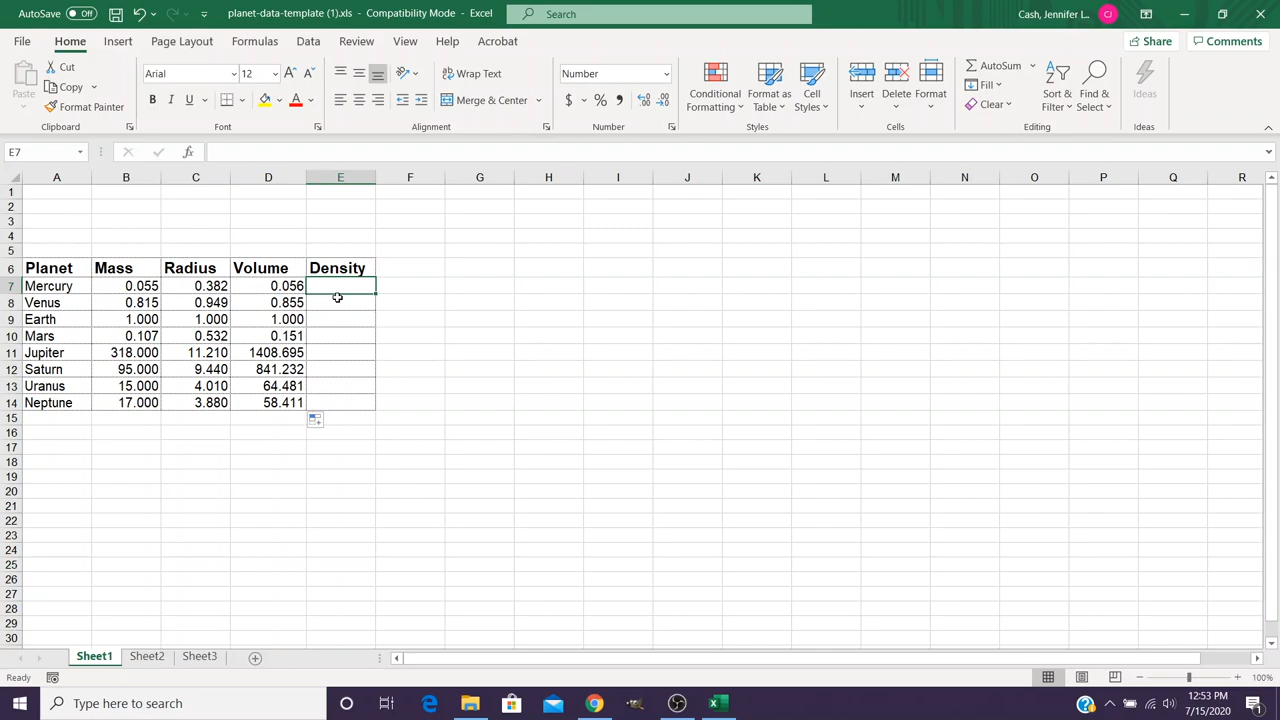 AutoSave Off planet-data-template (1).xls - Compatibility Mode - Excel Search Cash, Jennifer L... CJ
File Home Insert Page Layout Formulas Data Review View Help Acrobat Share Comments
Paste Cut Copy Format Painter Clipboard
Arial 12 B I U A Font
Wrap Text Merge & Center Alignment
Number $ % , Number
Conditional Formatting Format as Table Cell Styles Styles
Insert Delete Format Cells
AutoSum Fill Clear Sort & Filter Find & Select Editing
Ideas Ideas
E7 fx
A B C D E F G H I J K L M N O P Q R
1
2
3
4
5
6 Planet Mass Radius Volume Density
7 Mercury 0.055 0.382 0.056
8 Venus 0.815 0.949 0.855
9 Earth 1.000 1.000 1.000
10 Mars 0.107 0.532 0.151
11 Jupiter 318.000 11.210 1408.695
12 Saturn 95.000 9.440 841.232
13 Uranus 15.000 4.010 64.481
14 Neptune 17.000 3.880 58.411
15
16
17
18
19
20
21
22
23
24
25
26
27
28
29
30
Sheet1 Sheet2 Sheet3
Ready 100%
Type here to search 12:53 PM
7/15/2020